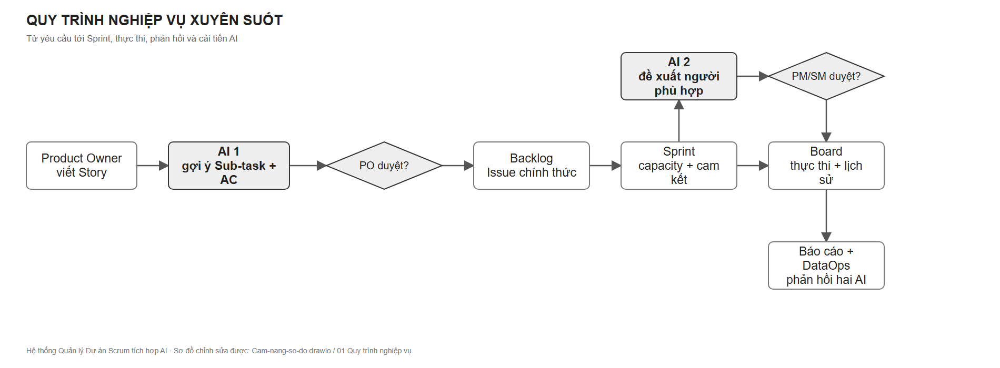 QUY TRÌNH NGHIỆP VỤ XUYÊN SUỐT
Từ yêu cầu tới Sprint, thực thi, phản hồi và cải tiến AI
AI 2
đề xuất người
phù hợp
PM/SM duyệt?
Product Owner
viết Story
AI 1
gợi ý Sub-task +
AC
PO duyệt?
Backlog
Issue chính thức
Sprint
capacity + cam
kết
Board
thực thi + lịch
sử
Báo cáo +
DataOps
phản hồi hai AI
Hệ thống Quản lý Dự án Scrum tích hợp AI · Sơ đồ chỉnh sửa được: Cam-nang-so-do.drawio / 01 Quy trình nghiệp vụ